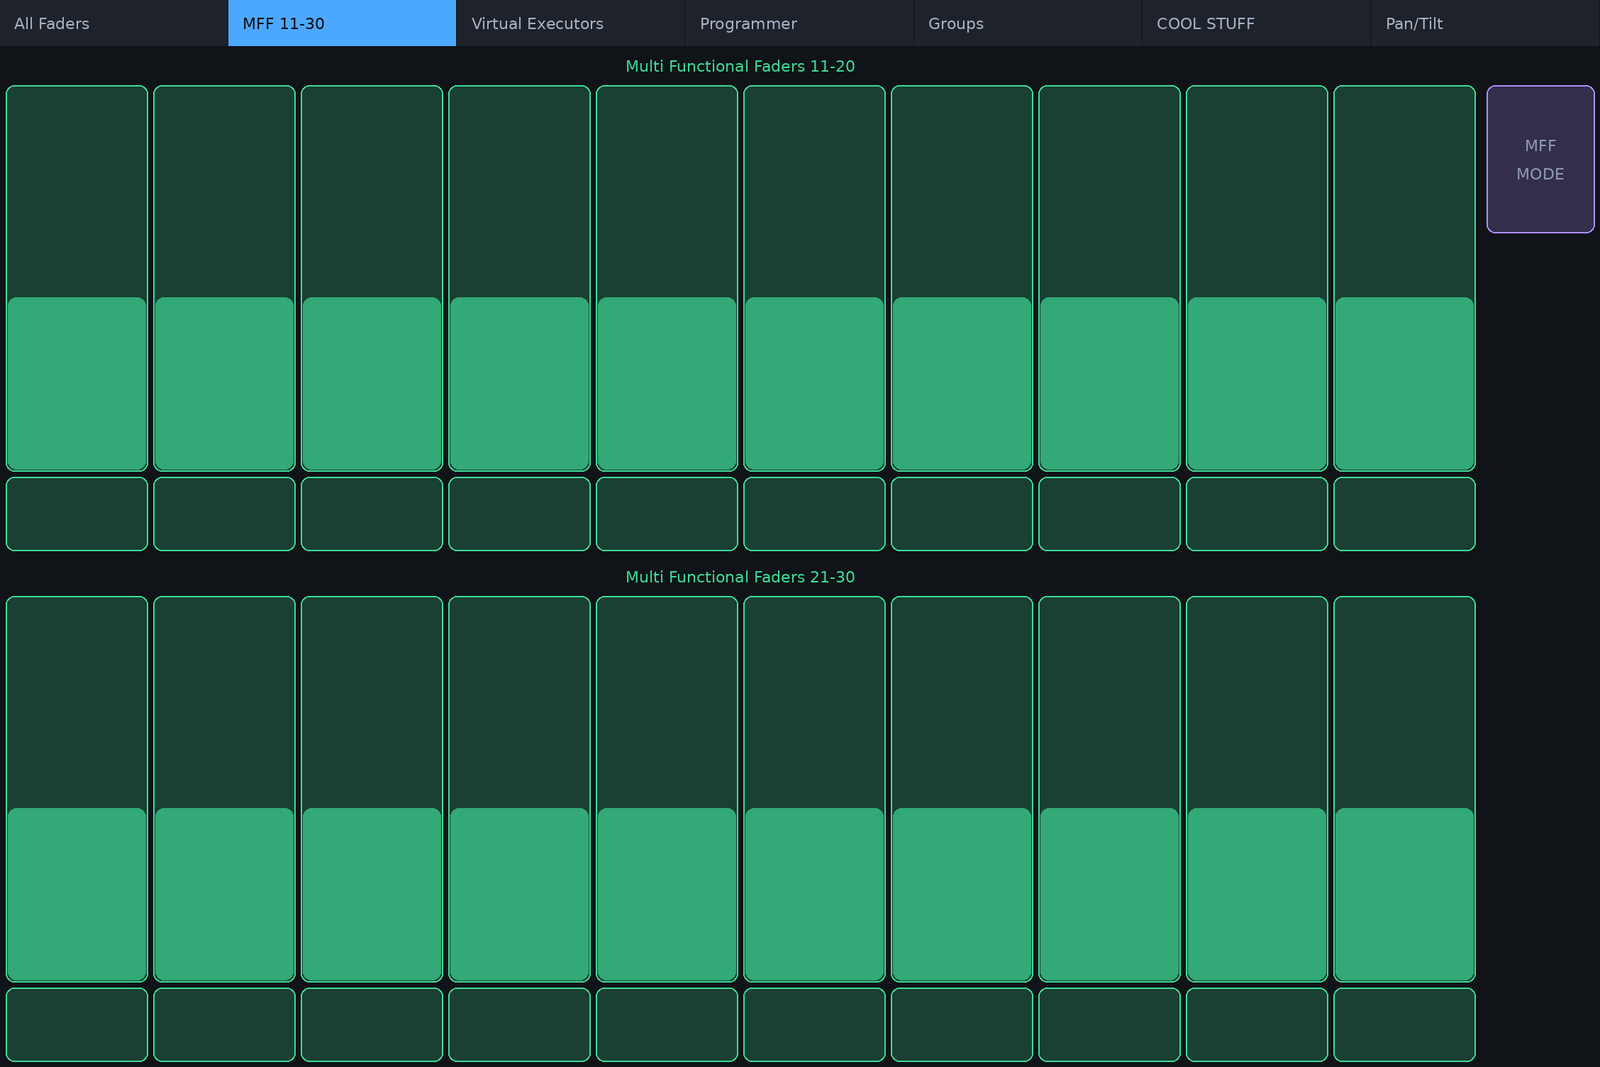 All Faders
MFF 11-30
Virtual Executors
Programmer
Groups
COOL STUFF
Pan/Tilt
Multi Functional Faders 11-20
MFF
MODE
Multi Functional Faders 21-30